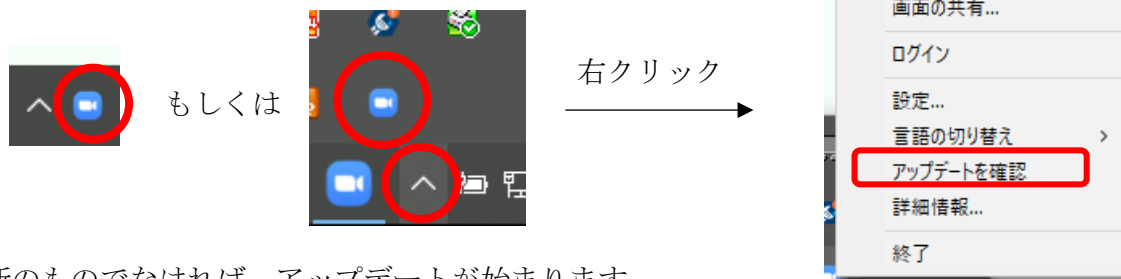 もしくは
右クリック
画面の共有...
ログイン
設定...
言語の切り替え
アップデートを確認
詳細情報...
終了
のものでなければ、アップデートが始まります